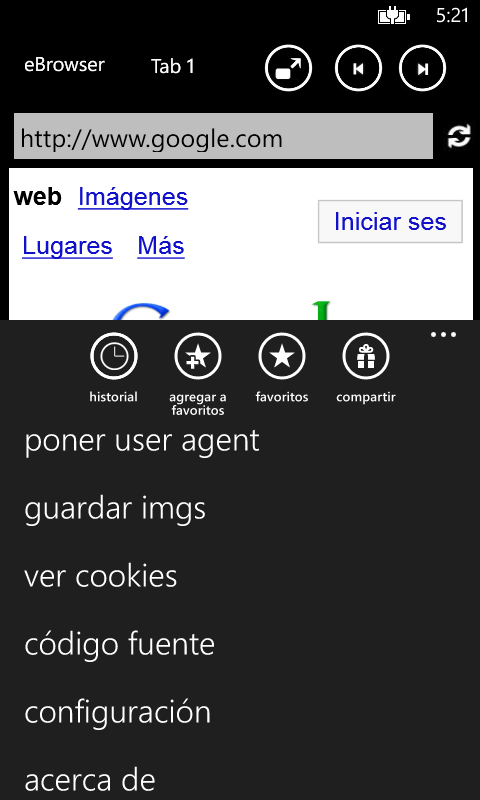 5:21
eBrowser Tab 1
http://www.google.com
web Imágenes
Iniciar ses
Lugares Más
historial
agregar a
favoritos
favoritos
compartir
poner user agent
guardar imgs
ver cookies
código fuente
configuración
acerca de